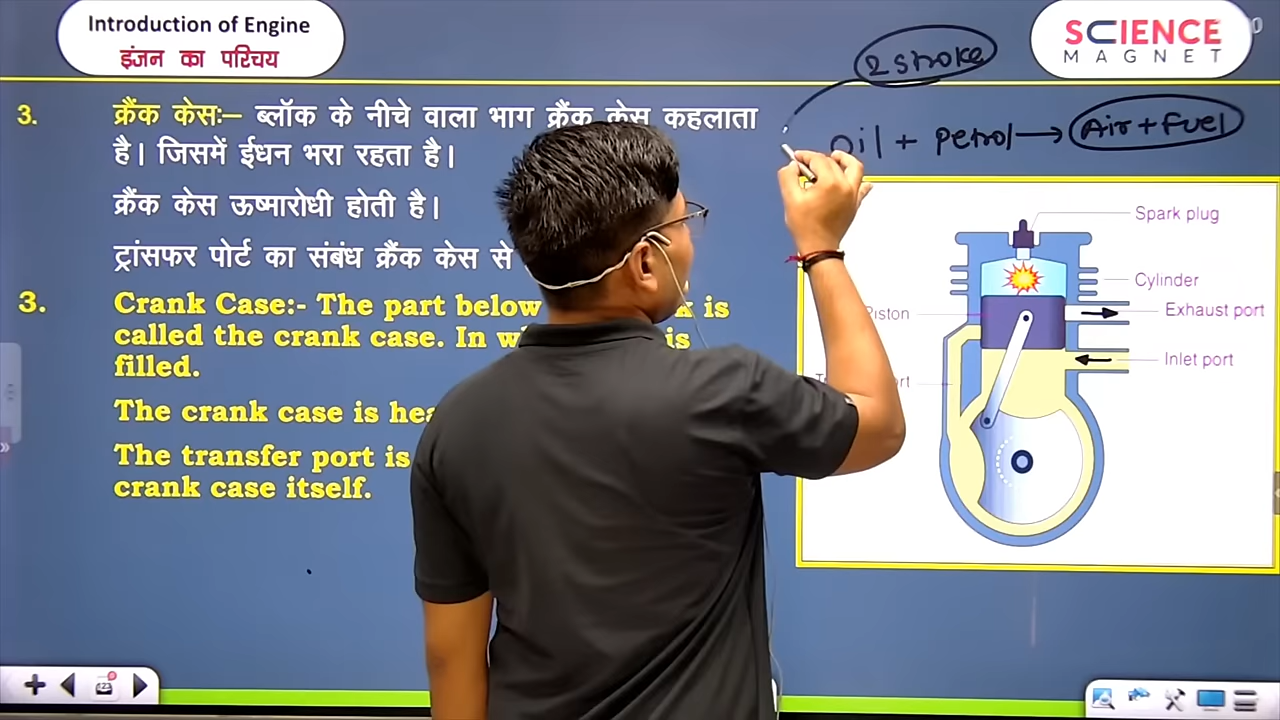 Introduction of Engine
इंजन का परिचय
SCIENCE
MAGNET
2 stroke
Oil + Petrol → Air + Fuel
3. क्रैंक केसः– ब्लॉक के नीचे वाला भाग क्रैंक केस कहलाता
है। जिसमें ईधन भरा रहता है।
क्रैंक केस ऊष्मारोधी होती है।
ट्रांसफर पोर्ट का संबंध क्रैंक केस से
3. Crank Case:- The part below is
called the crank case. In is
filled.
The crank case is
The transfer port is
crank case itself.
Spark plug
Cylinder
Exhaust port
Piston
Inlet port